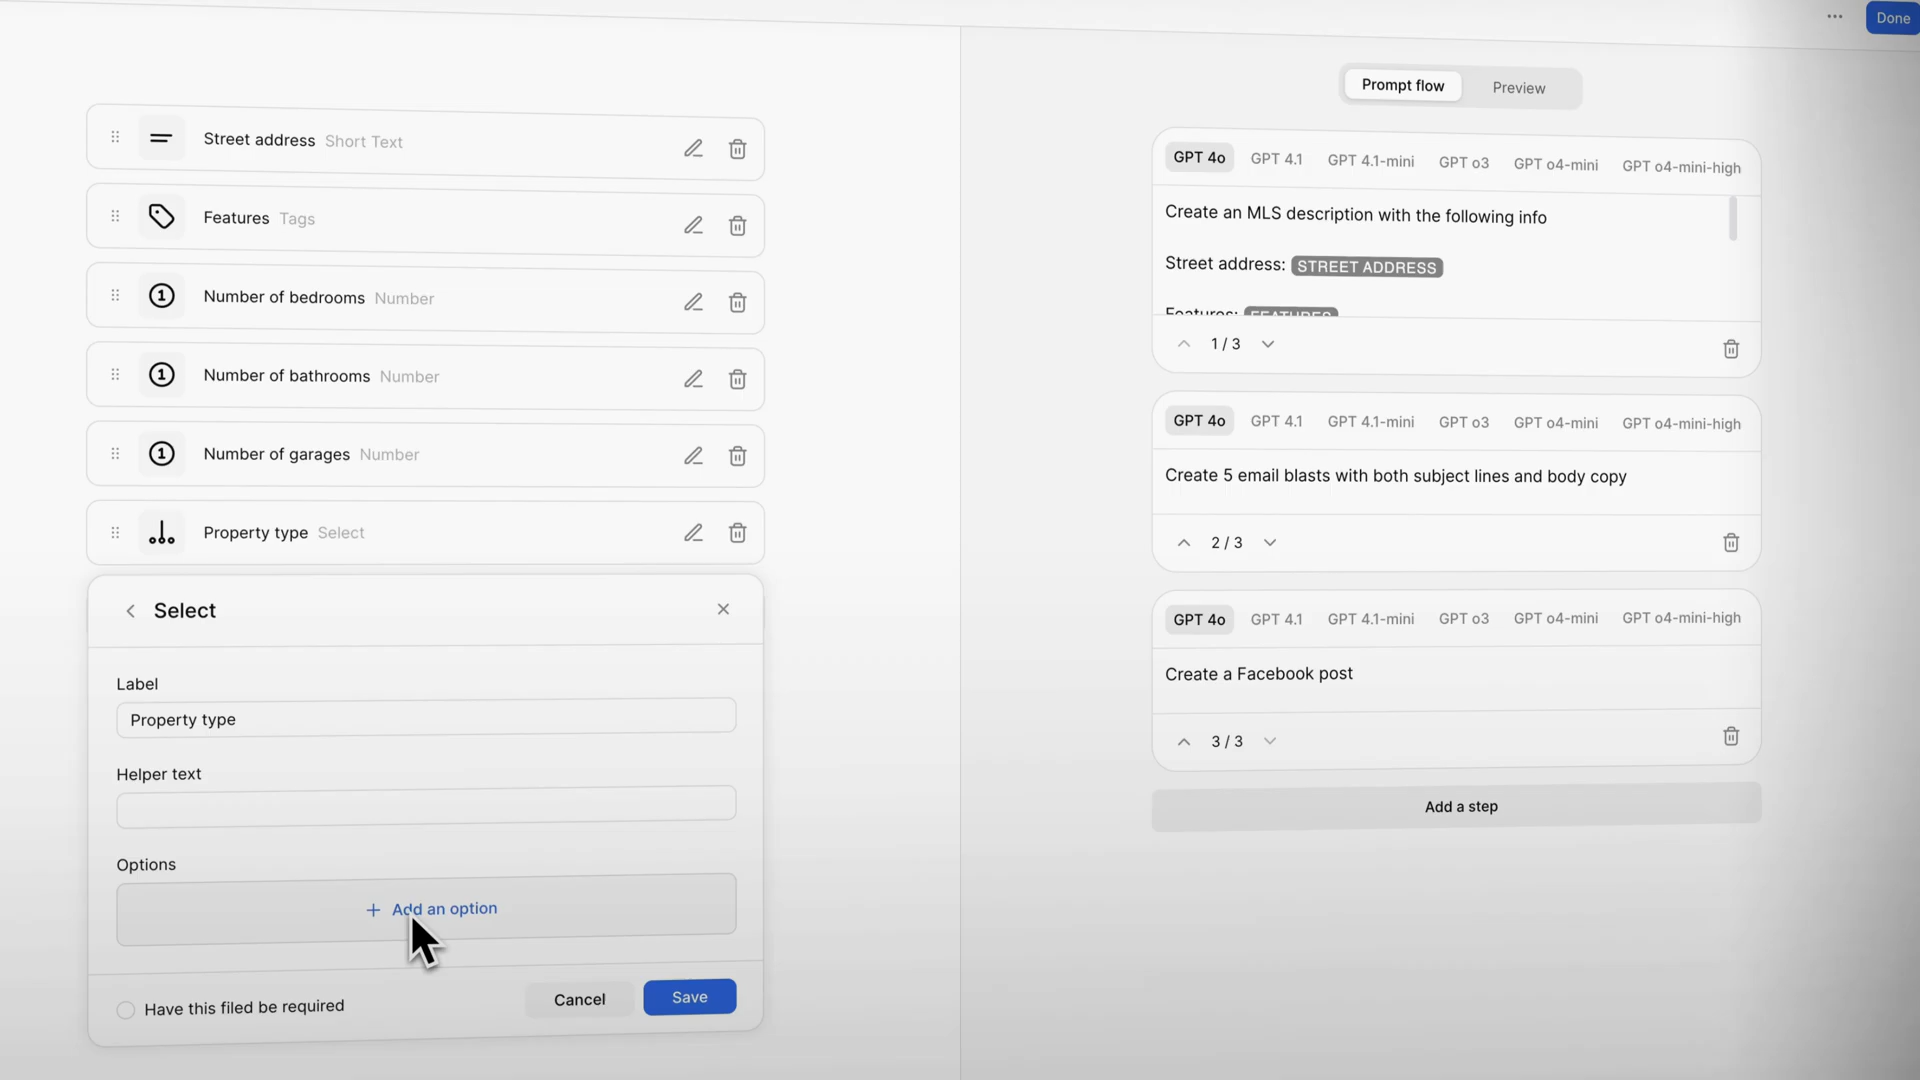 Done
Street address Short Text
Features Tags
Number of bedrooms Number
Number of bathrooms Number
Number of garages Number
Property type Select
Select
Label
Property type
Helper text
Options
+ Add an option
Have this filed be required
Cancel
Save
Prompt flow
Preview
GPT 4o GPT 4.1 GPT 4.1-mini GPT o3 GPT o4-mini GPT o4-mini-high
Create an MLS description with the following info
Street address: STREET ADDRESS
Features: FEATURES
1 / 3
GPT 4o GPT 4.1 GPT 4.1-mini GPT o3 GPT o4-mini GPT o4-mini-high
Create 5 email blasts with both subject lines and body copy
2 / 3
GPT 4o GPT 4.1 GPT 4.1-mini GPT o3 GPT o4-mini GPT o4-mini-high
Create a Facebook post
3 / 3
Add a step